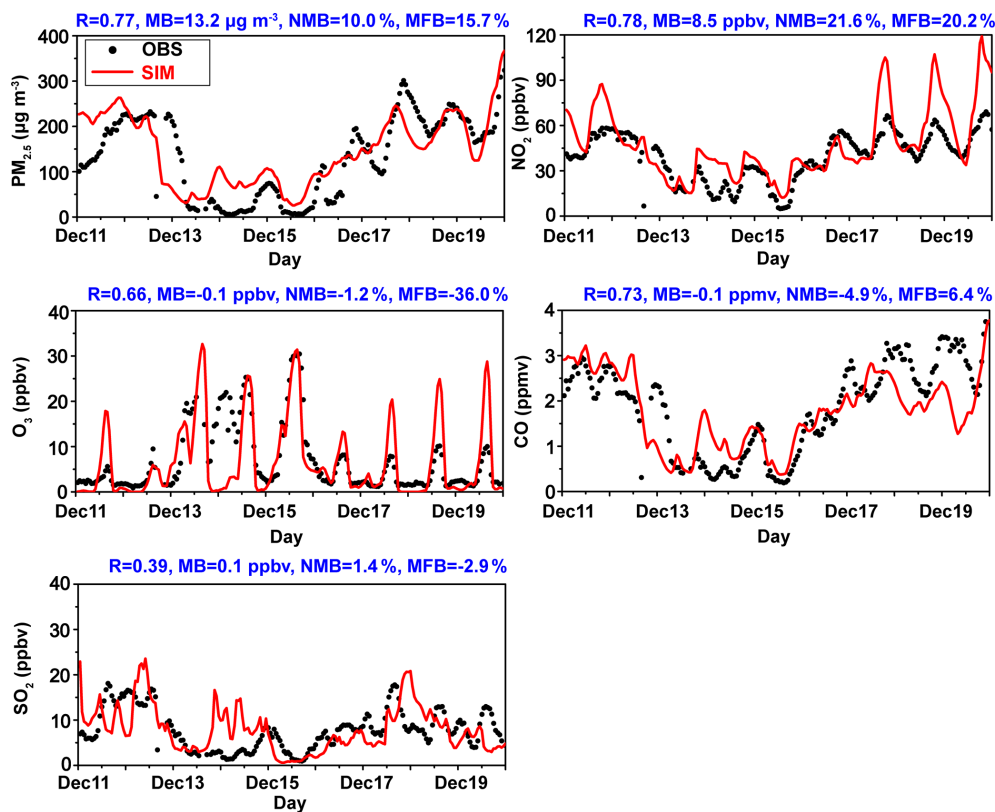 R=0.77, MB=13.2 µg m⁻³, NMB=10.0 %, MFB=15.7%
400
300
200
100
0
PM₂.₅ (µg m⁻³)
OBS
SIM
Dec11 Dec13 Dec15 Dec17 Dec19
Day
R=0.78, MB=8.5 ppbv, NMB=21.6 %, MFB=20.2 %
120
90
60
30
0
NO₂ (ppbv)
Dec11 Dec13 Dec15 Dec17 Dec19
Day
R=0.66, MB=-0.1 ppbv, NMB=-1.2 %, MFB=-36.0 %
40
30
20
10
0
O₃ (ppbv)
Dec11 Dec13 Dec15 Dec17 Dec19
Day
R=0.73, MB=-0.1 ppmv, NMB=-4.9 %, MFB=6.4 %
4
3
2
1
0
CO (ppmv)
Dec11 Dec13 Dec15 Dec17 Dec19
Day
R=0.39, MB=0.1 ppbv, NMB=1.4 %, MFB=-2.9 %
40
30
20
10
0
SO₂ (ppbv)
Dec11 Dec13 Dec15 Dec17 Dec19
Day